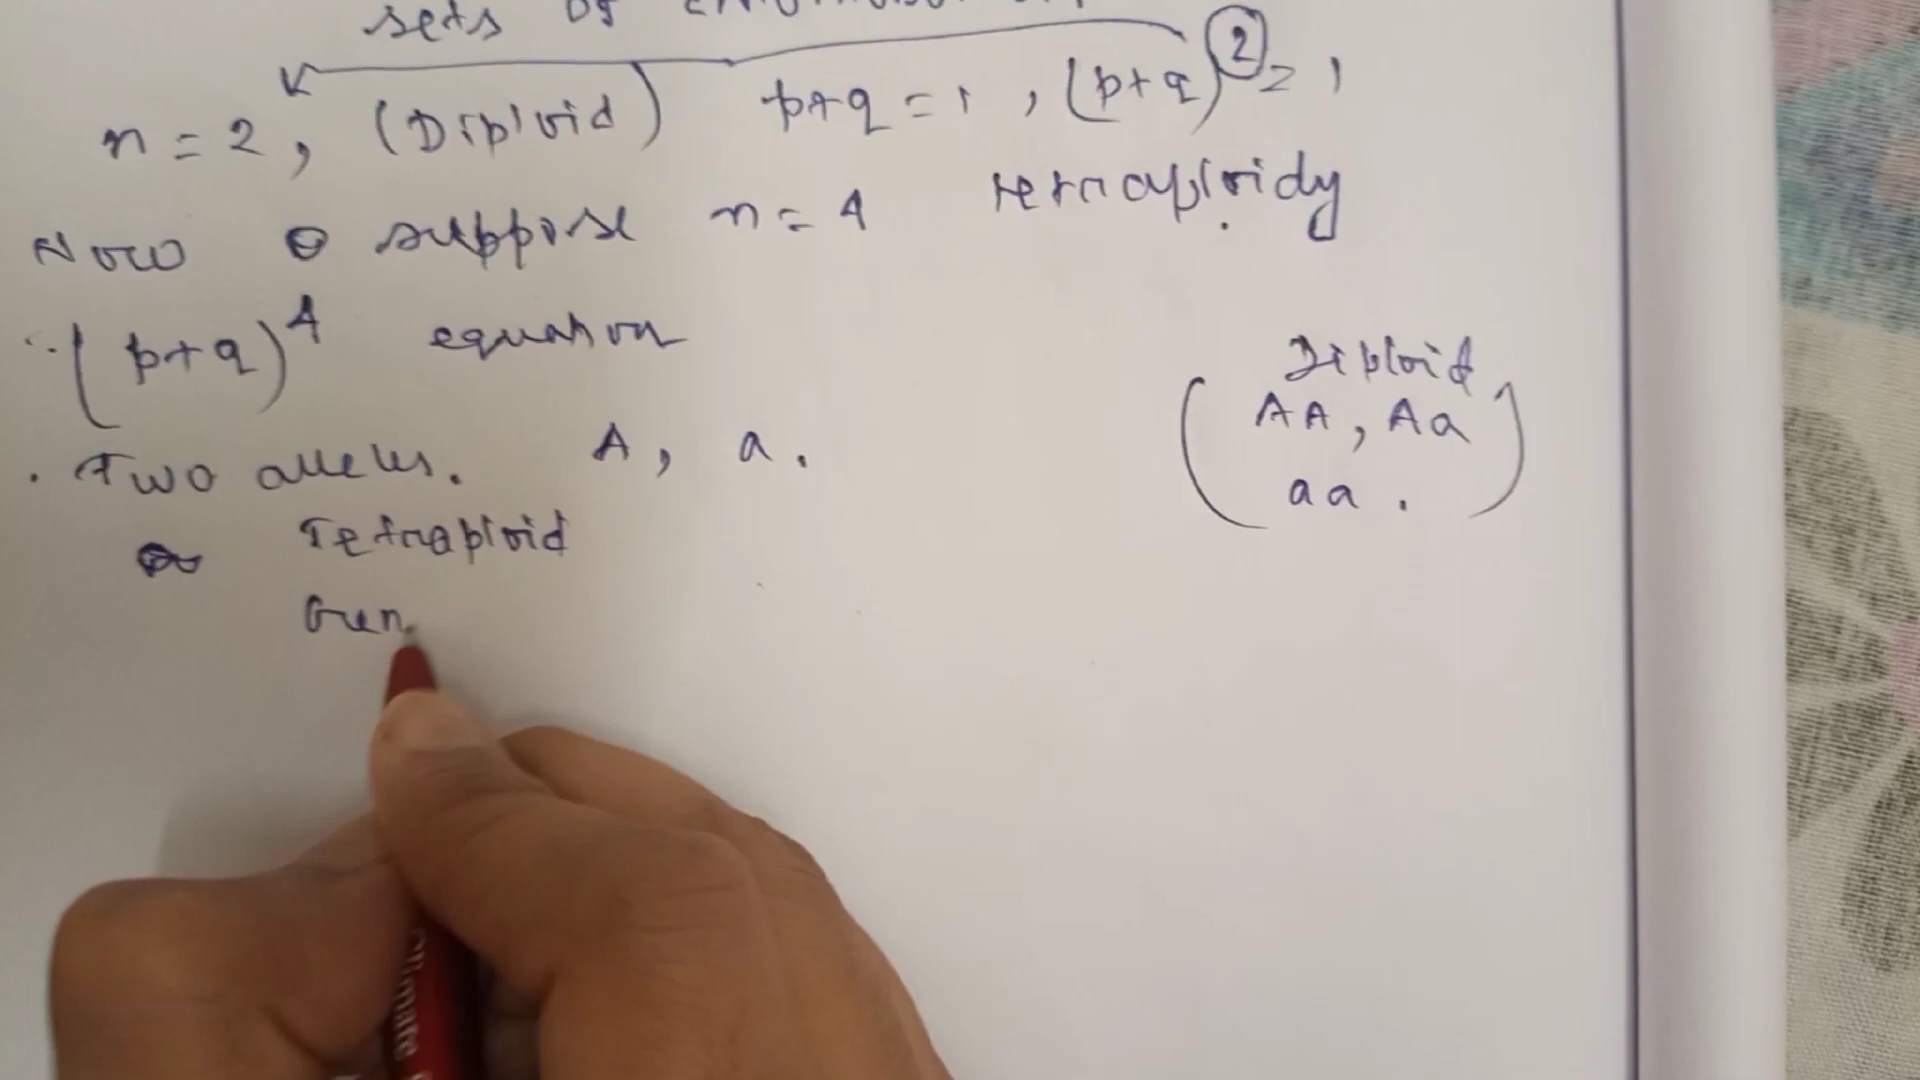 sets of
n = 2, (Diploid) p+q = 1, (p+q)② = 1
Now suppose n = 4 tetraploidy
∴ (p+q)⁴ equation
Diploid
. Two alleles. A, a.
( AA, Aa
aa. )
Tetraploid
Gen